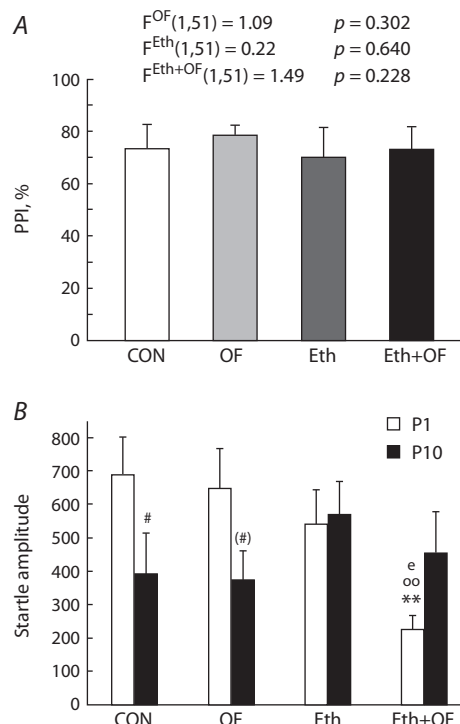 A
F^OF(1,51) = 1.09 p = 0.302
F^Eth(1,51) = 0.22 p = 0.640
F^Eth+OF(1,51) = 1.49 p = 0.228
100
80
60
40
20
0
PPI, %
CON OF Eth Eth+OF
B
P1
P10
800
700
600
500
400
300
200
100
0
Startle amplitude
#
(#)
e
oo
**
CON OF Eth Eth+OF